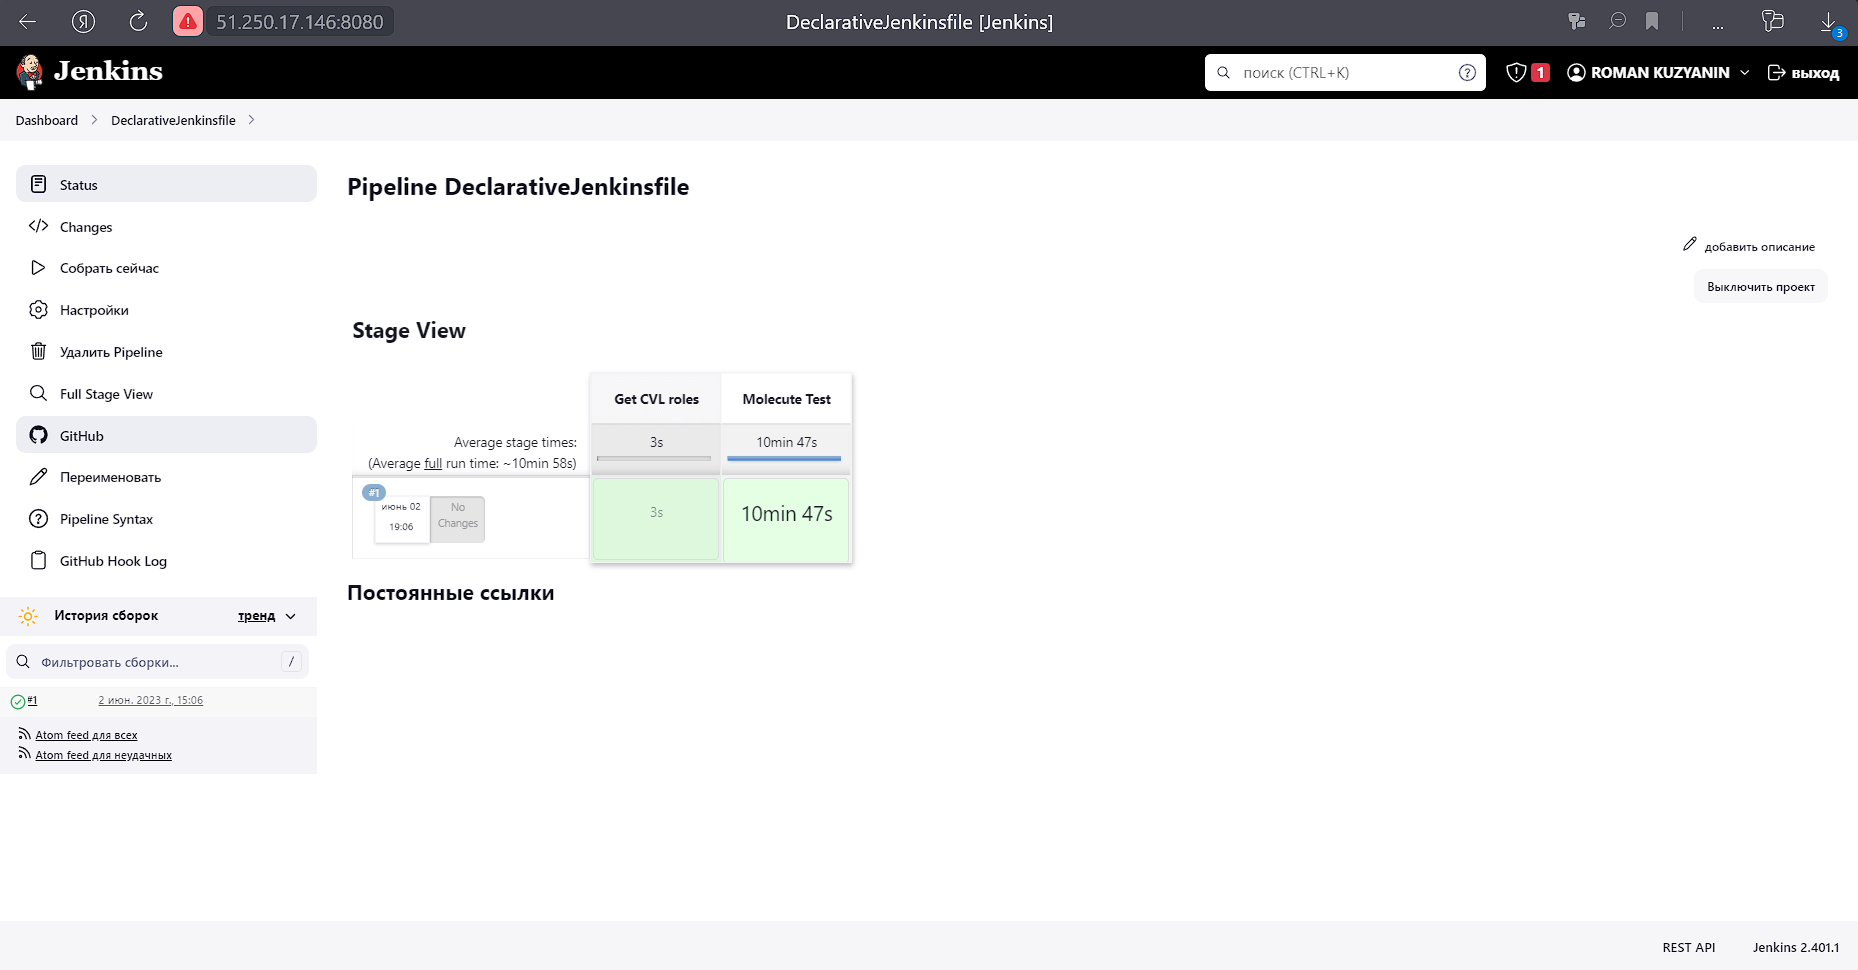 51.250.17.146:8080
DeclarativeJenkinsfile [Jenkins]
...
3
Jenkins
поиск (CTRL+K)
?
1
ROMAN KUZYANIN
выход
Dashboard
DeclarativeJenkinsfile
Status
Changes
Собрать сейчас
Настройки
Удалить Pipeline
Full Stage View
GitHub
Переименовать
Pipeline Syntax
GitHub Hook Log
История сборок
тренд
Фильтровать сборки...
/
#1
2 июн. 2023 г., 15:06
Atom feed для всех
Atom feed для неудачных
Pipeline DeclarativeJenkinsfile
добавить описание
Выключить проект
Stage View
Get CVL roles
Molecute Test
Average stage times:
(Average full run time: ~10min 58s)
3s
10min 47s
#1
июнь 02
19:06
No
Changes
3s
10min 47s
Постоянные ссылки
REST API
Jenkins 2.401.1